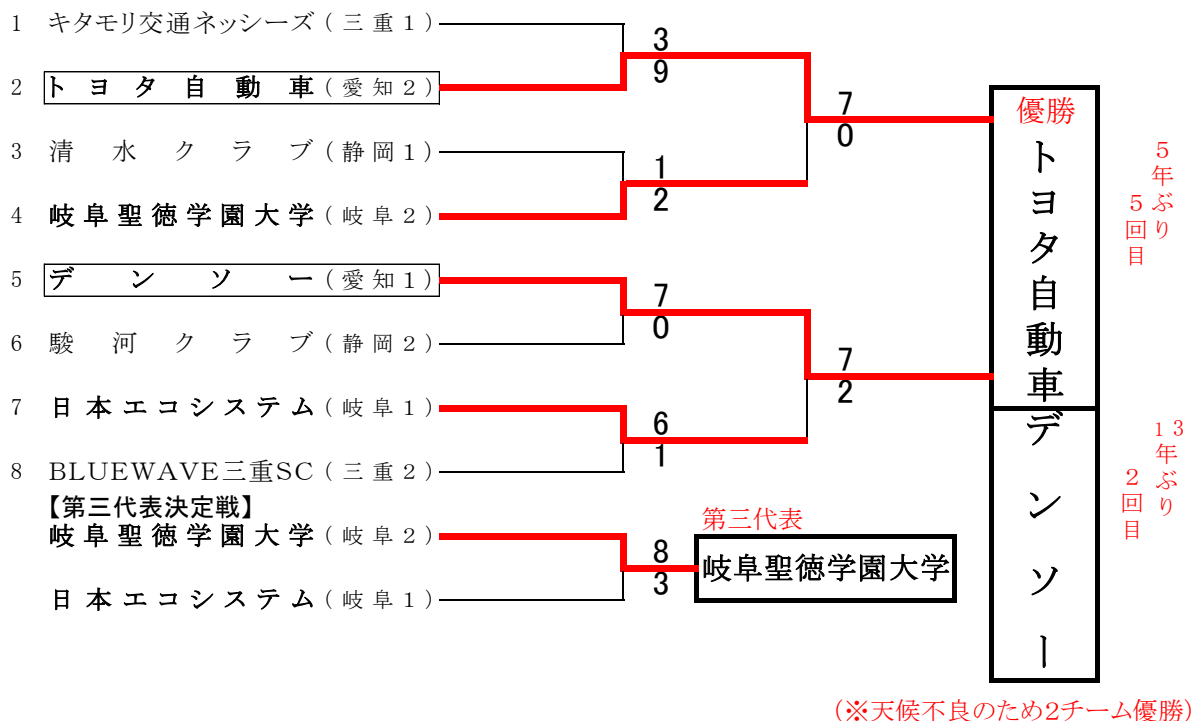 1 キタモリ交通ネッシーズ(三重1)
3
9
2 トヨタ自動車(愛知2)
7
0
3 清水クラブ(静岡1)
1
2
4 岐阜聖徳学園大学(岐阜2)
5 デンソー(愛知1)
7
0
6 駿河クラブ(静岡2)
7
2
7 日本エコシステム(岐阜1)
6
1
8 BLUEWAVE三重SC(三重2)
優勝
トヨタ自動車
5年ぶり
5回目
デンソー
13年ぶり
2回目
【第三代表決定戦】
岐阜聖徳学園大学(岐阜2)
8
3
日本エコシステム(岐阜1)
第三代表
岐阜聖徳学園大学
(※天候不良のため2チーム優勝)